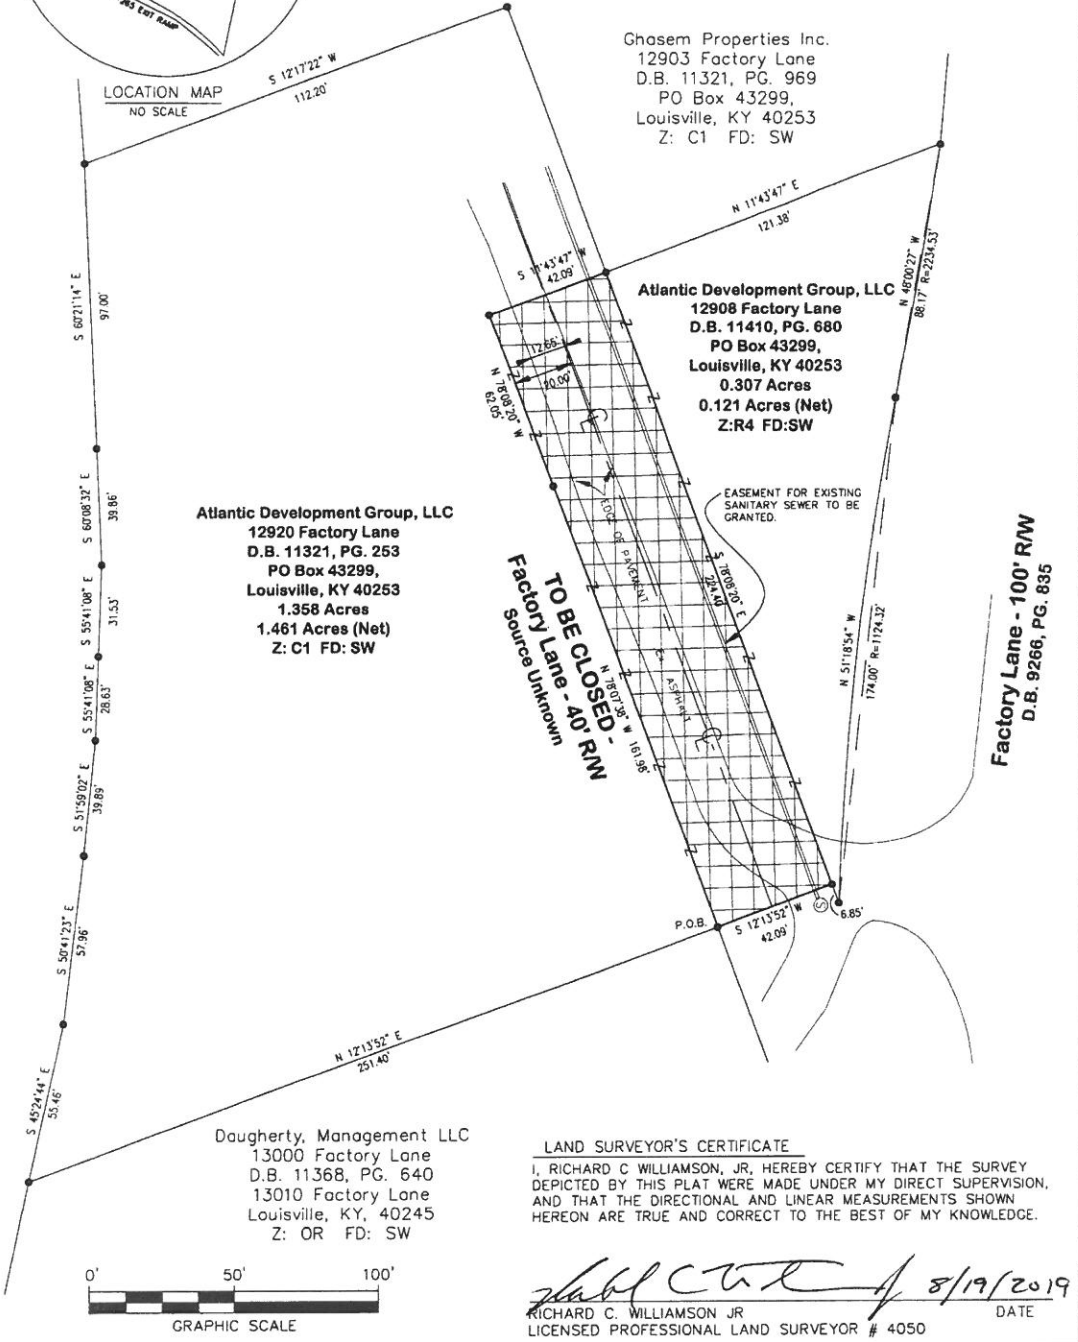 265 EXIT RAMP
LOCATION MAP
NO SCALE
S 12°17'22" W
112.20'
Ghasem Properties Inc.
12903 Factory Lane
D.B. 11321, PG. 969
PO Box 43299,
Louisville, KY 40253
Z: C1 FD: SW
N 11°43'47" E
121.38'
S 11°43'47" W
42.09'
N 48°00'27" W
88.17' R=2234.53'
S 60°21'14" E
97.00'
Atlantic Development Group, LLC
12908 Factory Lane
D.B. 11410, PG. 680
PO Box 43299,
Louisville, KY 40253
0.307 Acres
0.121 Acres (Net)
Z:R4 FD:SW
12.66'
20.00'
N 78°08'20" W
62.05'
EASEMENT FOR EXISTING
SANITARY SEWER TO BE
GRANTED.
S 60°08'32" E
39.86'
Atlantic Development Group, LLC
12920 Factory Lane
D.B. 11321, PG. 253
PO Box 43299,
Louisville, KY 40253
1.358 Acres
1.461 Acres (Net)
Z: C1 FD: SW
EDGE OF PAVEMENT
S 78°08'20" E
224.40'
TO BE CLOSED -
Factory Lane - 40' R/W
Source Unknown
Factory Lane - 100' R/W
D.B. 9266, PG. 835
S 55°41'08" E
31.53'
N 51°18'54" W
174.00' R=1124.32'
Ex ASPHALT
N 78°07'38" W 161.98'
S 55°41'08" E
28.63'
S 51°59'02" E
39.89'
S 50°41'23" E
57.96'
P.O.B.
S 12°13'52" W
42.09'
S
6.85'
N 12°13'52" E
251.40'
S 45°24'44" E
55.46'
Daugherty, Management LLC
13000 Factory Lane
D.B. 11368, PG. 640
13010 Factory Lane
Louisville, KY, 40245
Z: OR FD: SW
LAND SURVEYOR'S CERTIFICATE
I, RICHARD C WILLIAMSON, JR, HEREBY CERTIFY THAT THE SURVEY
DEPICTED BY THIS PLAT WERE MADE UNDER MY DIRECT SUPERVISION,
AND THAT THE DIRECTIONAL AND LINEAR MEASUREMENTS SHOWN
HEREON ARE TRUE AND CORRECT TO THE BEST OF MY KNOWLEDGE.
8/19/2019
RICHARD C. WILLIAMSON JR DATE
LICENSED PROFESSIONAL LAND SURVEYOR # 4050
0' 50' 100'
GRAPHIC SCALE